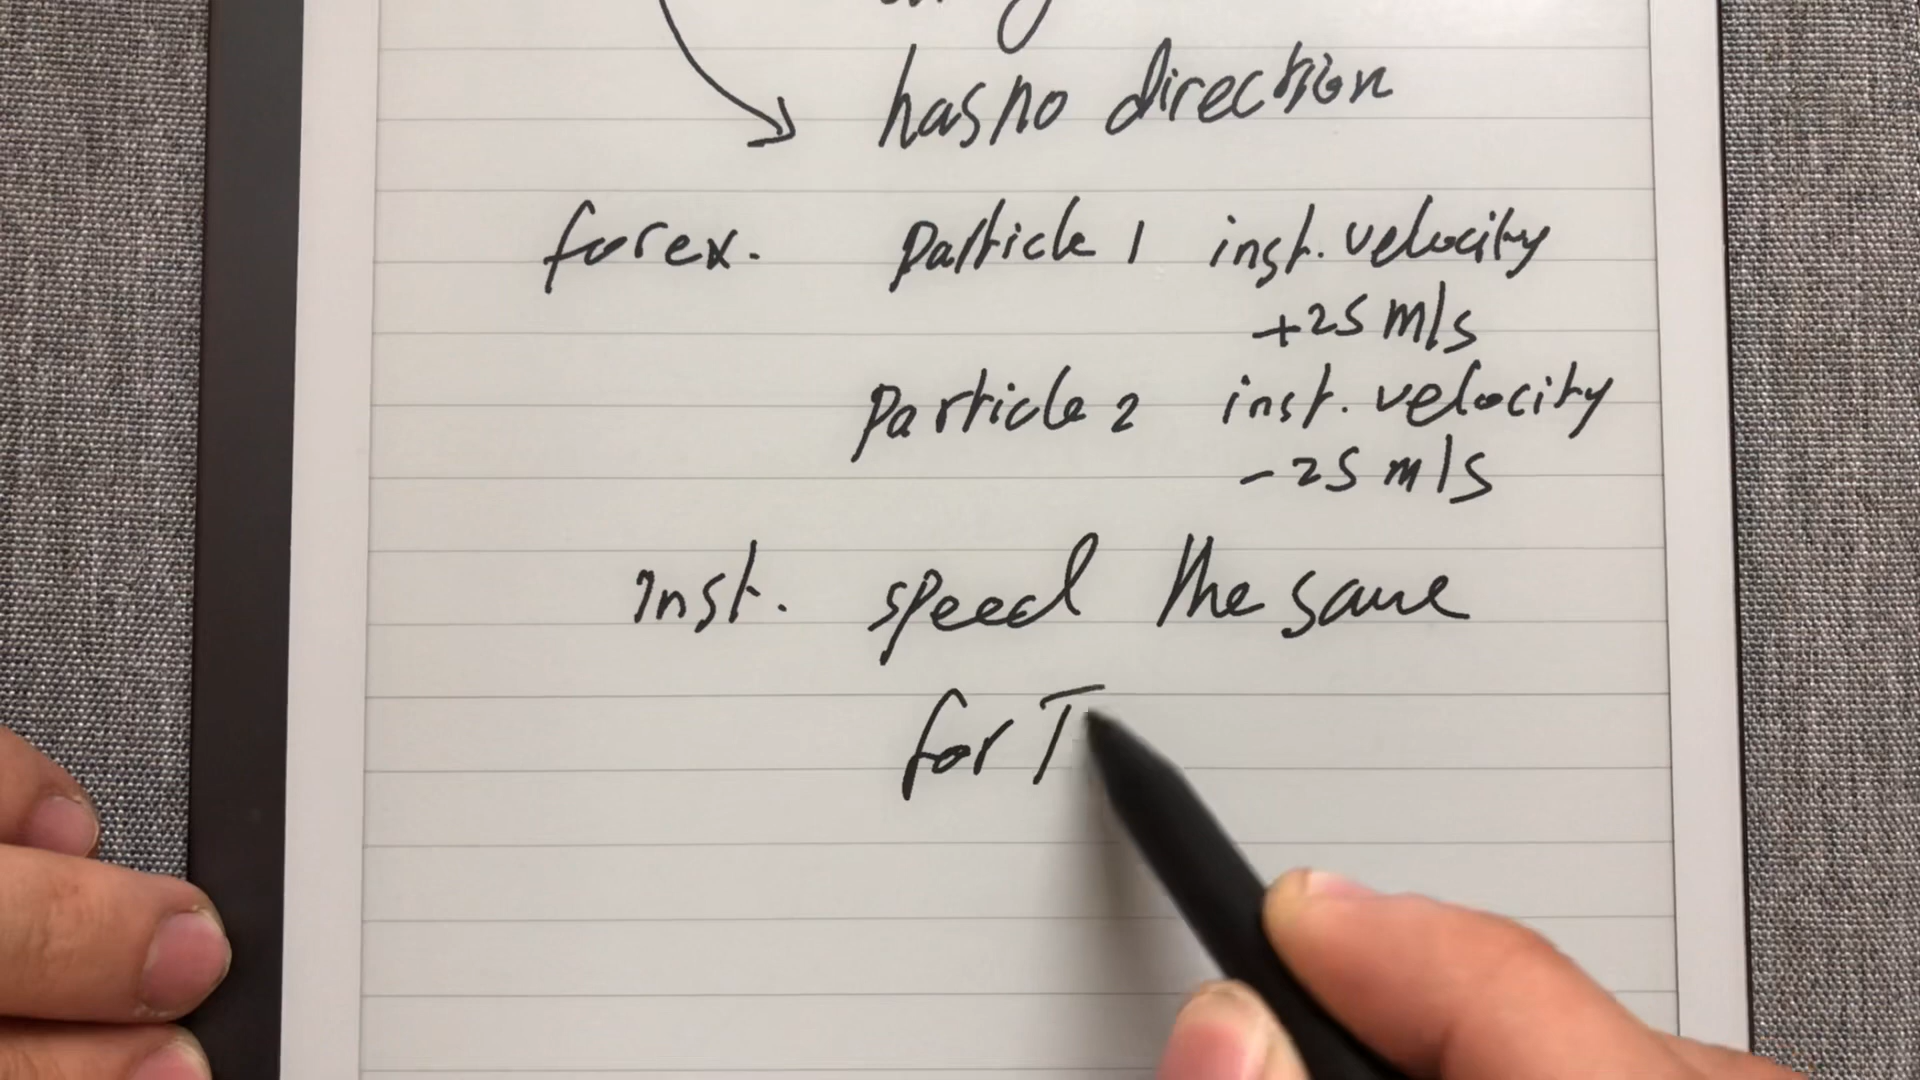 has no direction
for ex. Particle 1 inst. velocity
+25 m/s
Particle 2 inst. velocity
- 25 m/s
inst. speed the same
for T